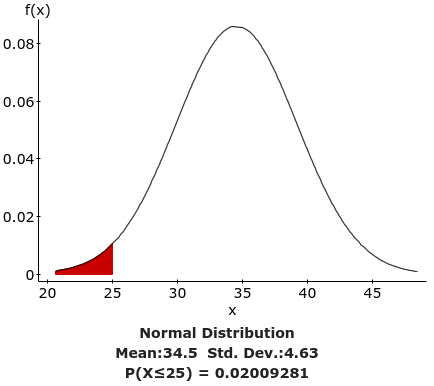 f(x)
0.08
0.06
0.04
0.02
0
20 25 30 35 40 45
x
Normal Distribution
Mean:34.5 Std. Dev.:4.63
P(X≤25) = 0.02009281